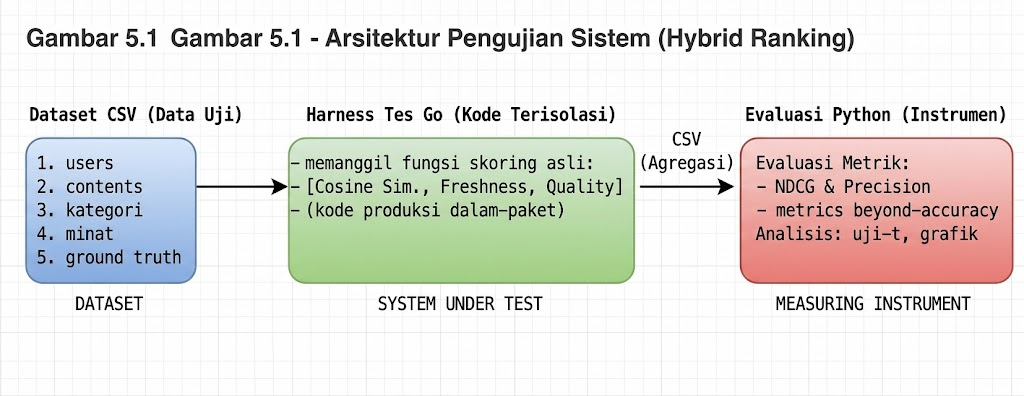 Gambar 5.1 Gambar 5.1 - Arsitektur Pengujian Sistem (Hybrid Ranking)
Dataset CSV (Data Uji)
1. users
2. contents
3. kategori
4. minat
5. ground truth
DATASET
Harness Tes Go (Kode Terisolasi)
- memanggil fungsi skoring asli:
- [Cosine Sim., Freshness, Quality]
- (kode produksi dalam-paket)
SYSTEM UNDER TEST
CSV
(Agregasi)
Evaluasi Python (Instrumen)
Evaluasi Metrik:
- NDCG & Precision
- metrics beyond-accuracy
Analisis: uji-t, grafik
MEASURING INSTRUMENT